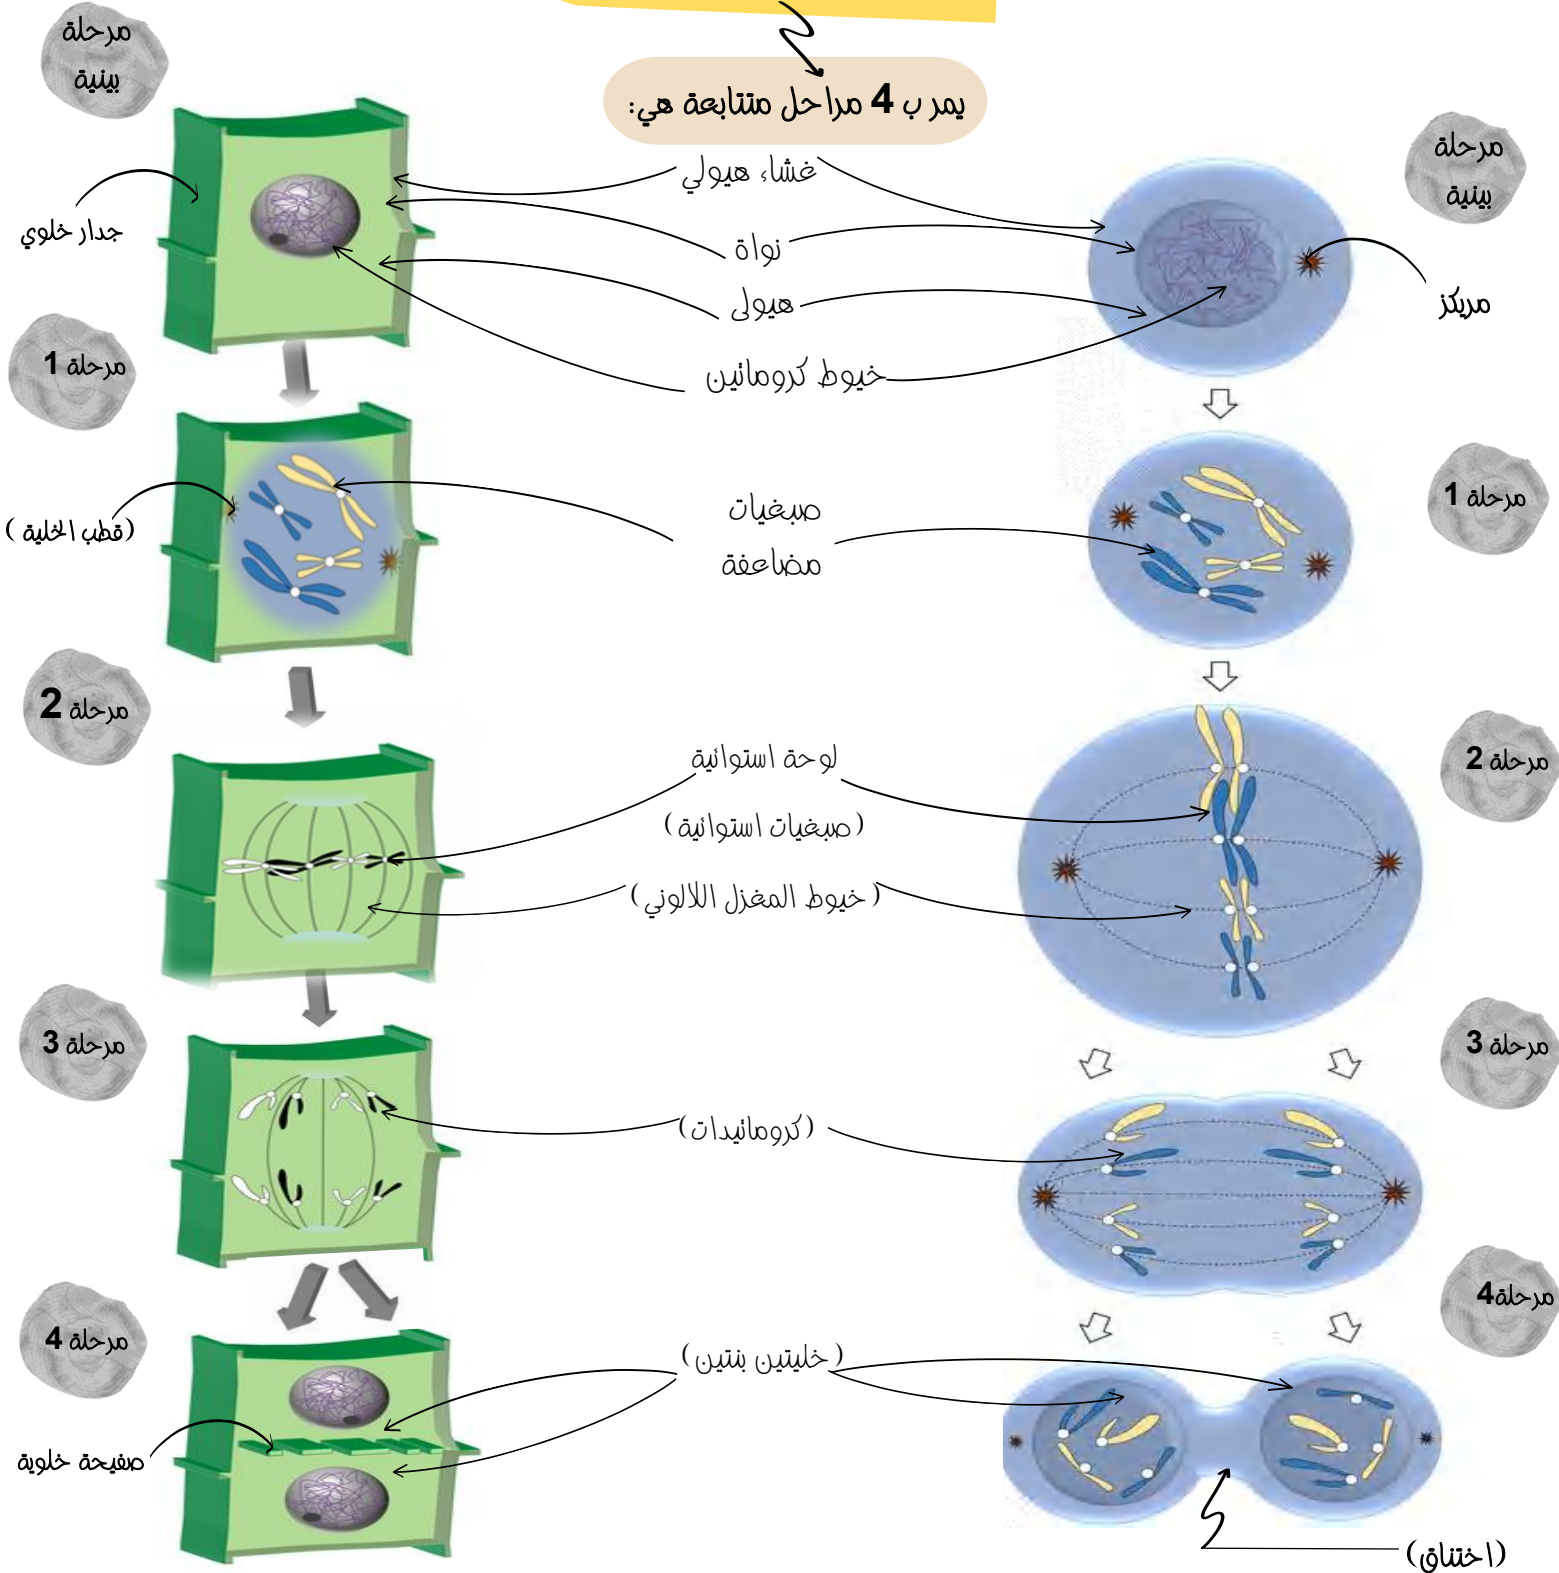 يمر ب 4 مراحل متتابعة هي:
مرحلة
بينية
مرحلة
بينية
غشاء هيولي
نواة
هيولى
خيوط كروماتين
جدار خلوي
مريكز
مرحلة 1
مرحلة 1
صبغيات
مضاعفة
(قطب الخلية)
مرحلة 2
مرحلة 2
لوحة استوائية
(صبغيات استوائية)
(خيوط المغزل اللالوني)
مرحلة 3
مرحلة 3
(كروماتيدات)
مرحلة 4
مرحلة4
(خليتين بنتين)
صفيحة خلوية
(اختناق)